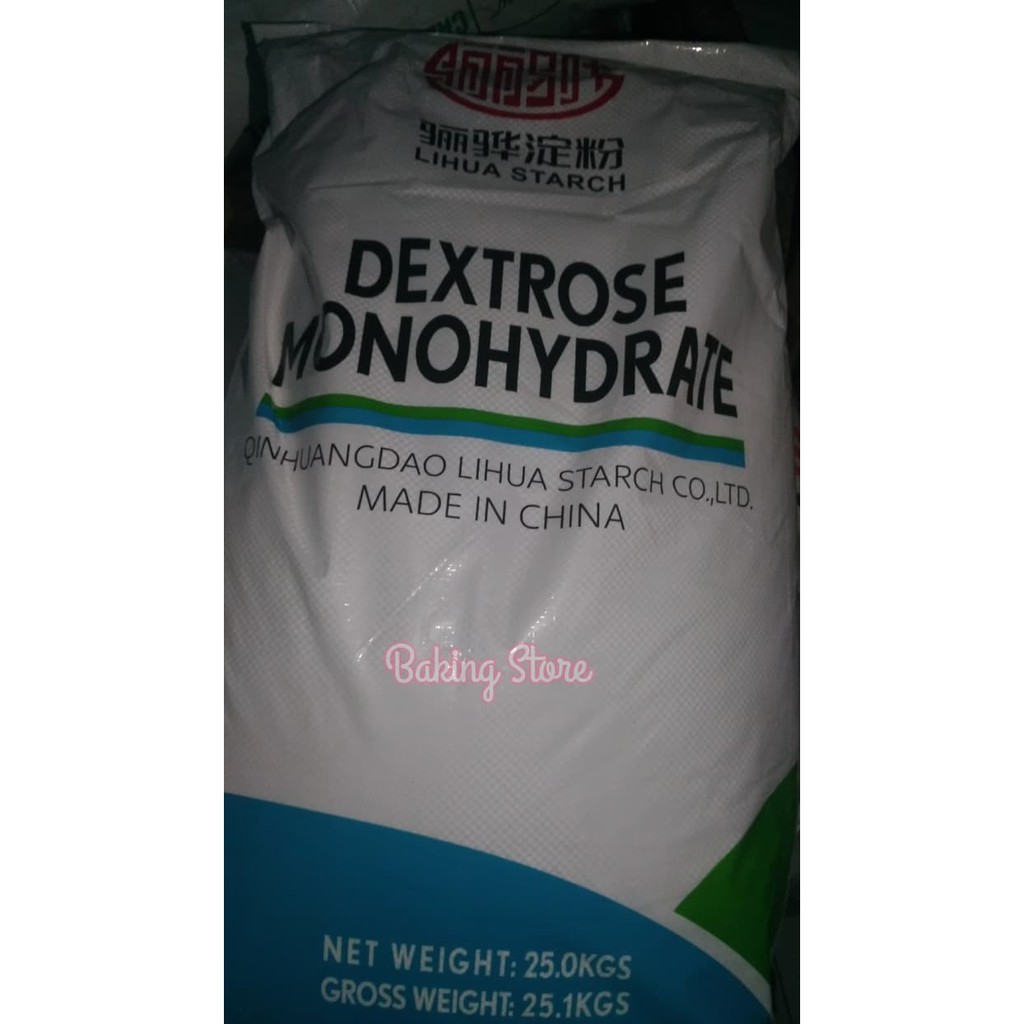 骊骅淀粉
LIHUA STARCH
DEXTROSE
MONOHYDRATE
QINHUANGDAO LIHUA STARCH CO.,LTD.
MADE IN CHINA
Baking Store
NET WEIGHT: 25.0KGS
GROSS WEIGHT: 25.1KGS